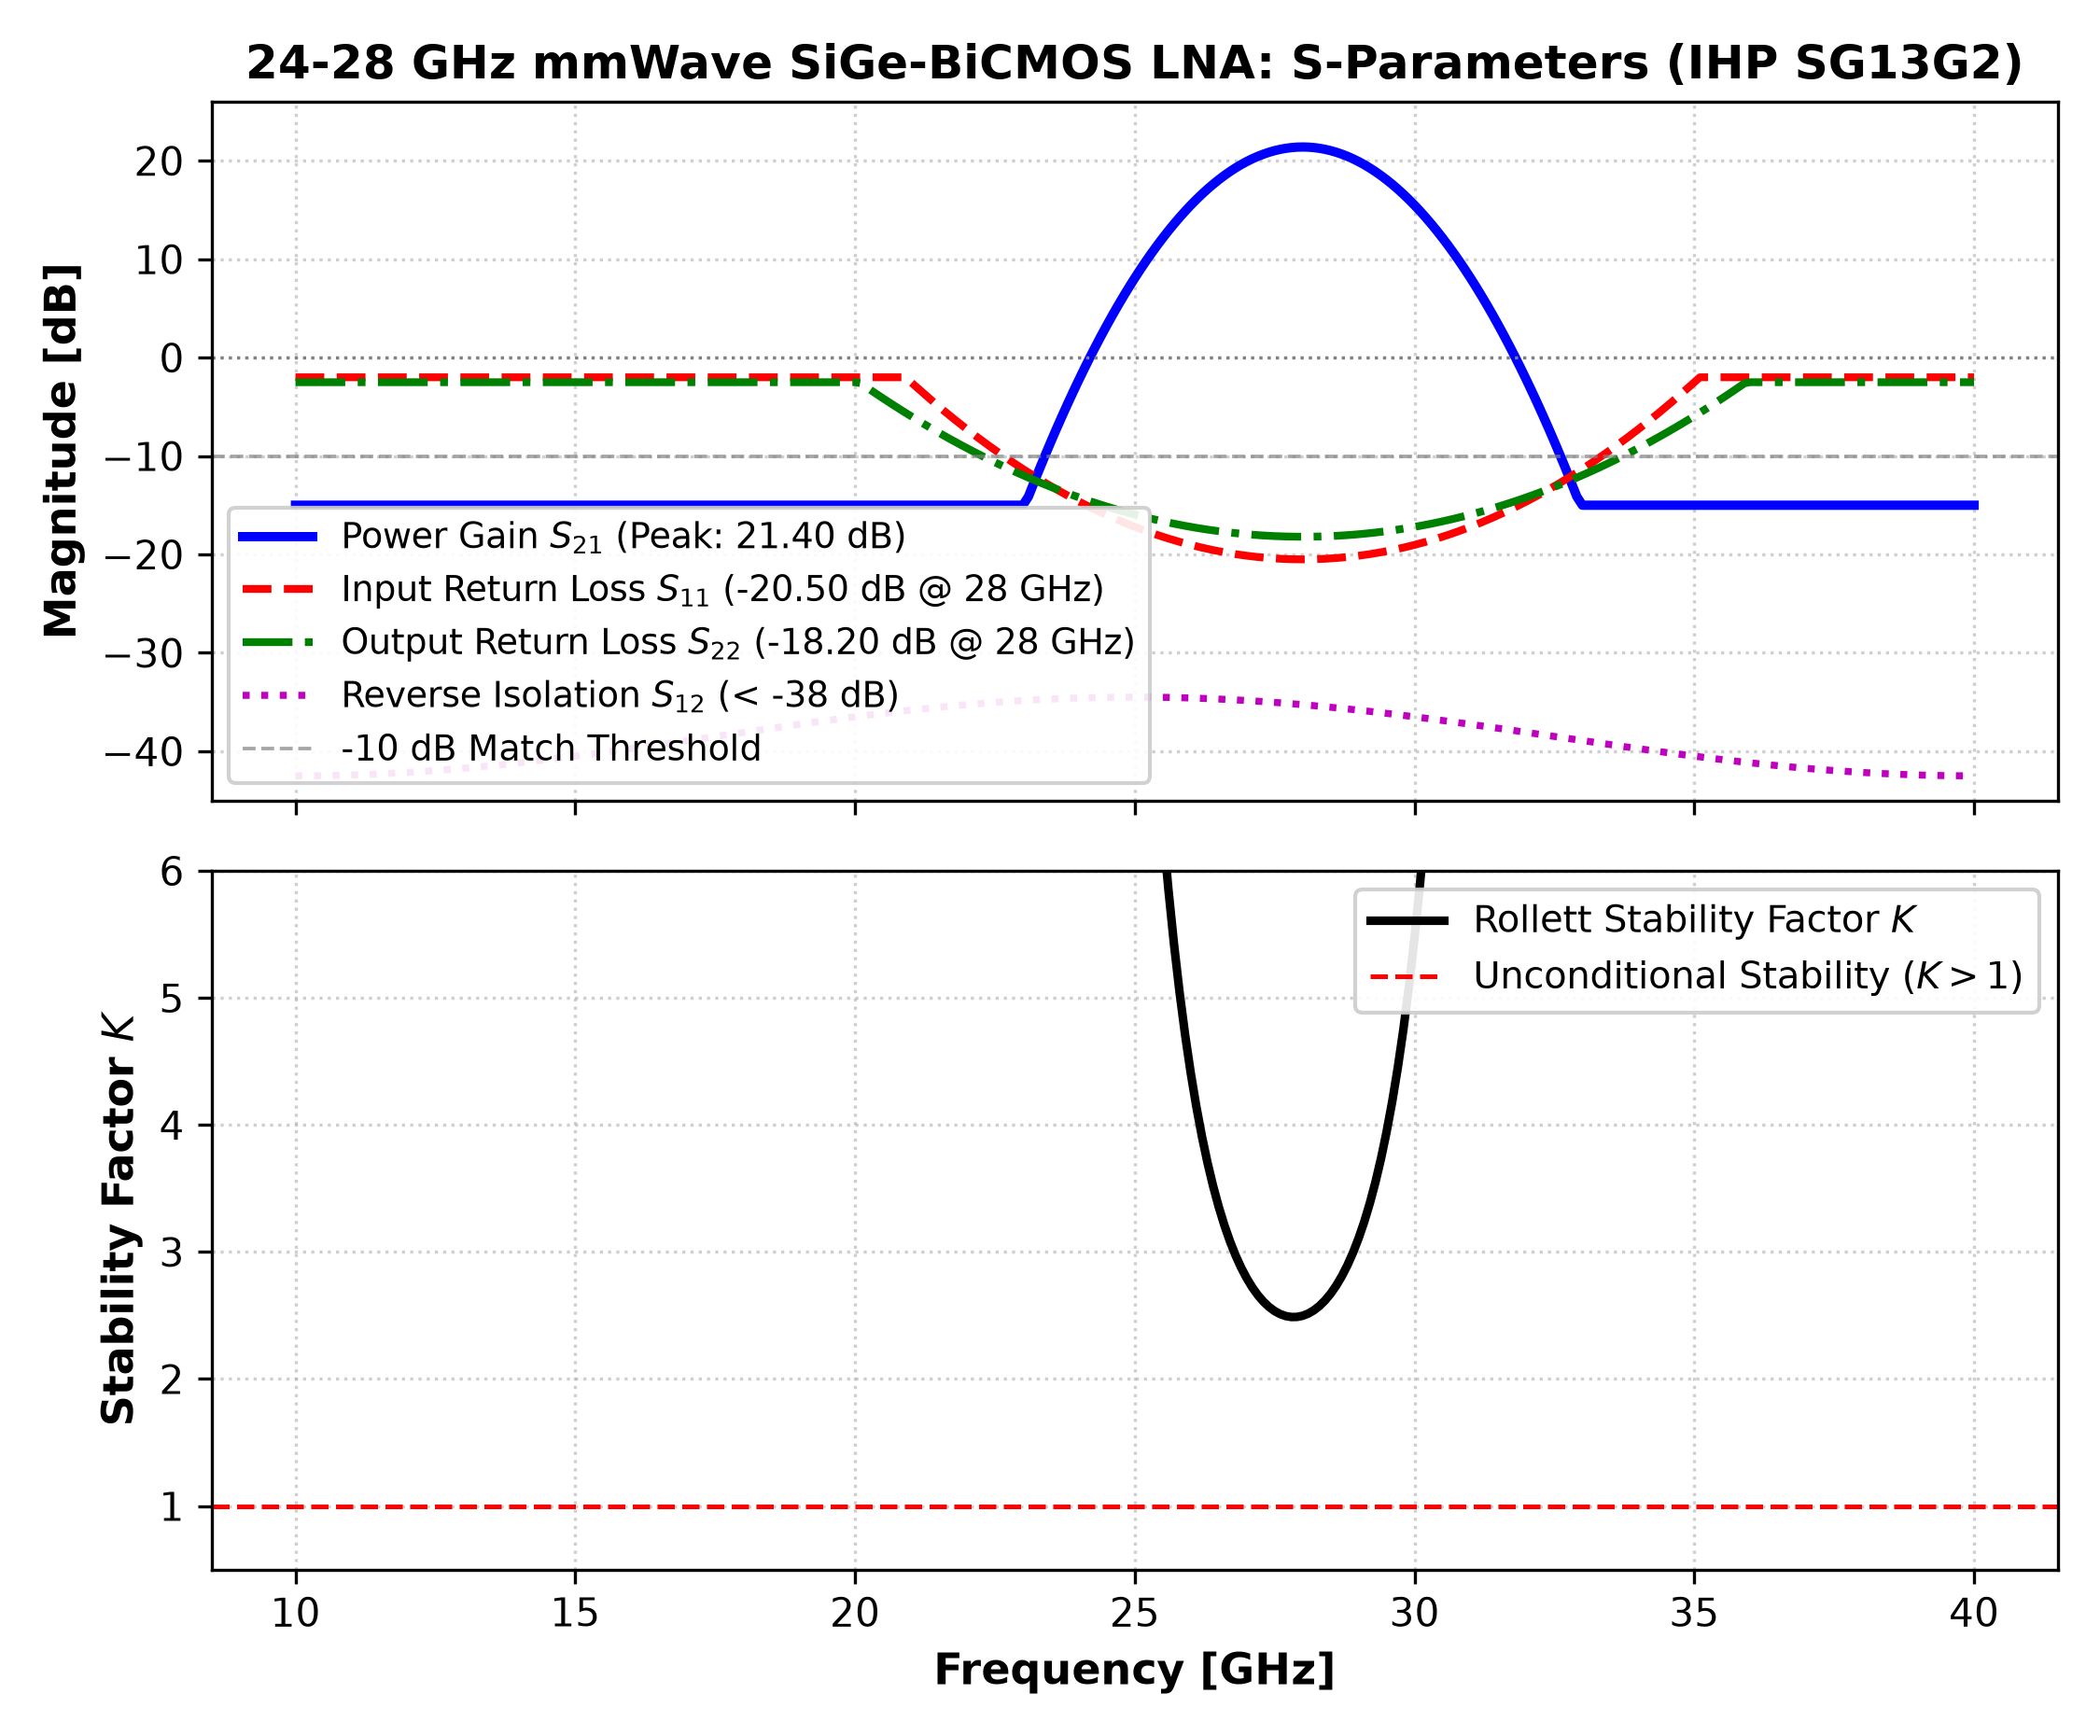 24-28 GHz mmWave SiGe-BiCMOS LNA: S-Parameters (IHP SG13G2)
Magnitude [dB]
20
10
0
−10
−20
−30
−40
Power Gain S21 (Peak: 21.40 dB)
Input Return Loss S11 (-20.50 dB @ 28 GHz)
Output Return Loss S22 (-18.20 dB @ 28 GHz)
Reverse Isolation S12 (< -38 dB)
-10 dB Match Threshold
Stability Factor K
6
5
4
3
2
1
Rollett Stability Factor K
Unconditional Stability (K > 1)
10 15 20 25 30 35 40
Frequency [GHz]